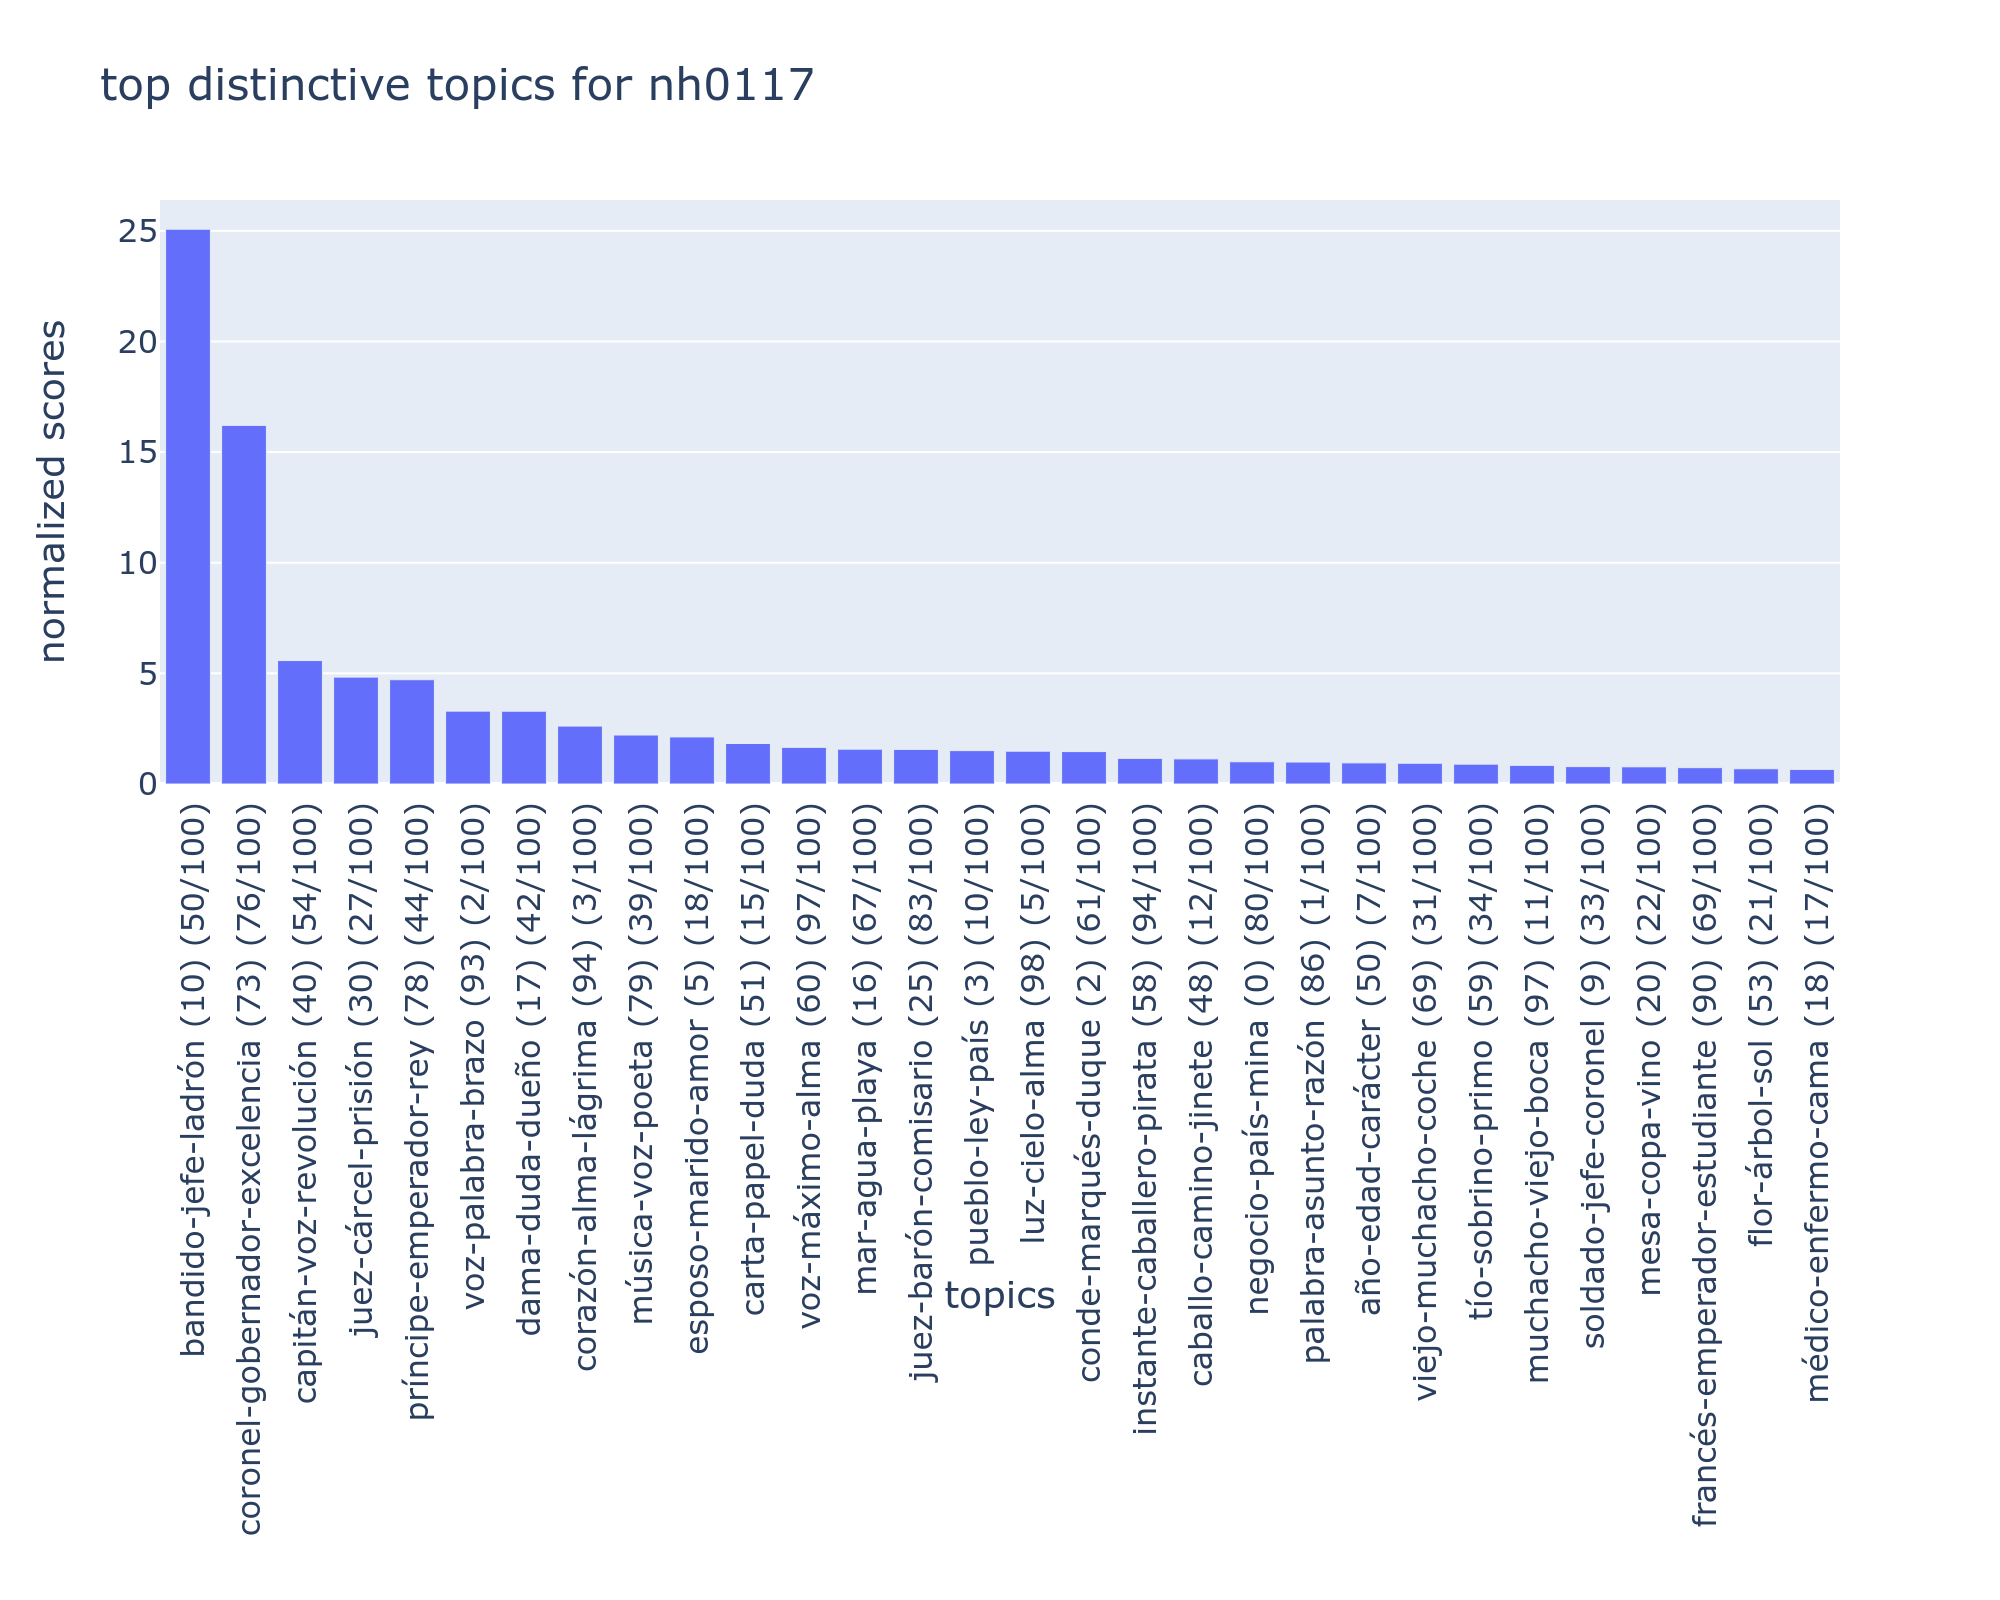 top distinctive topics for nh0117
normalized scores
25
20
15
10
5
0
bandido-jefe-ladrón (10) (50/100)
coronel-gobernador-excelencia (73) (76/100)
capitán-voz-revolución (40) (54/100)
juez-cárcel-prisión (30) (27/100)
príncipe-emperador-rey (78) (44/100)
voz-palabra-brazo (93) (2/100)
dama-duda-dueño (17) (42/100)
corazón-alma-lágrima (94) (3/100)
música-voz-poeta (79) (39/100)
esposo-marido-amor (5) (18/100)
carta-papel-duda (51) (15/100)
voz-máximo-alma (60) (97/100)
mar-agua-playa (16) (67/100)
juez-barón-comisario (25) (83/100)
pueblo-ley-país (3) (10/100)
luz-cielo-alma (98) (5/100)
conde-marqués-duque (2) (61/100)
instante-caballero-pirata (58) (94/100)
caballo-camino-jinete (48) (12/100)
negocio-país-mina (0) (80/100)
palabra-asunto-razón (86) (1/100)
año-edad-carácter (50) (7/100)
viejo-muchacho-coche (69) (31/100)
tío-sobrino-primo (59) (34/100)
muchacho-viejo-boca (97) (11/100)
soldado-jefe-coronel (9) (33/100)
mesa-copa-vino (20) (22/100)
francés-emperador-estudiante (90) (69/100)
flor-árbol-sol (53) (21/100)
médico-enfermo-cama (18) (17/100)
topics